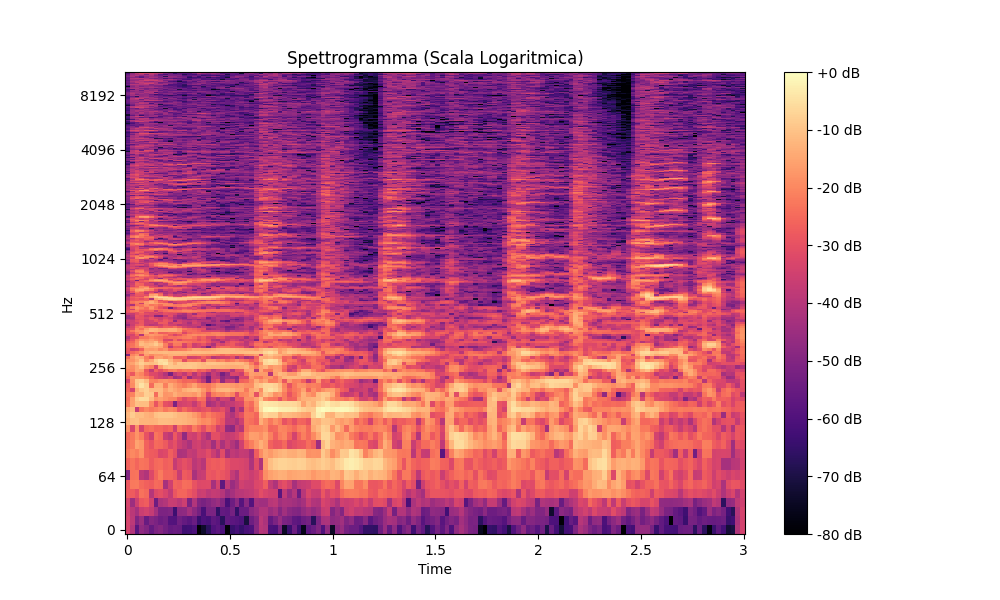 Spettrogramma (Scala Logaritmica)
Hz
8192
4096
2048
1024
512
256
128
64
0
0
0.5
1
1.5
2
2.5
3
Time
+0 dB
-10 dB
-20 dB
-30 dB
-40 dB
-50 dB
-60 dB
-70 dB
-80 dB